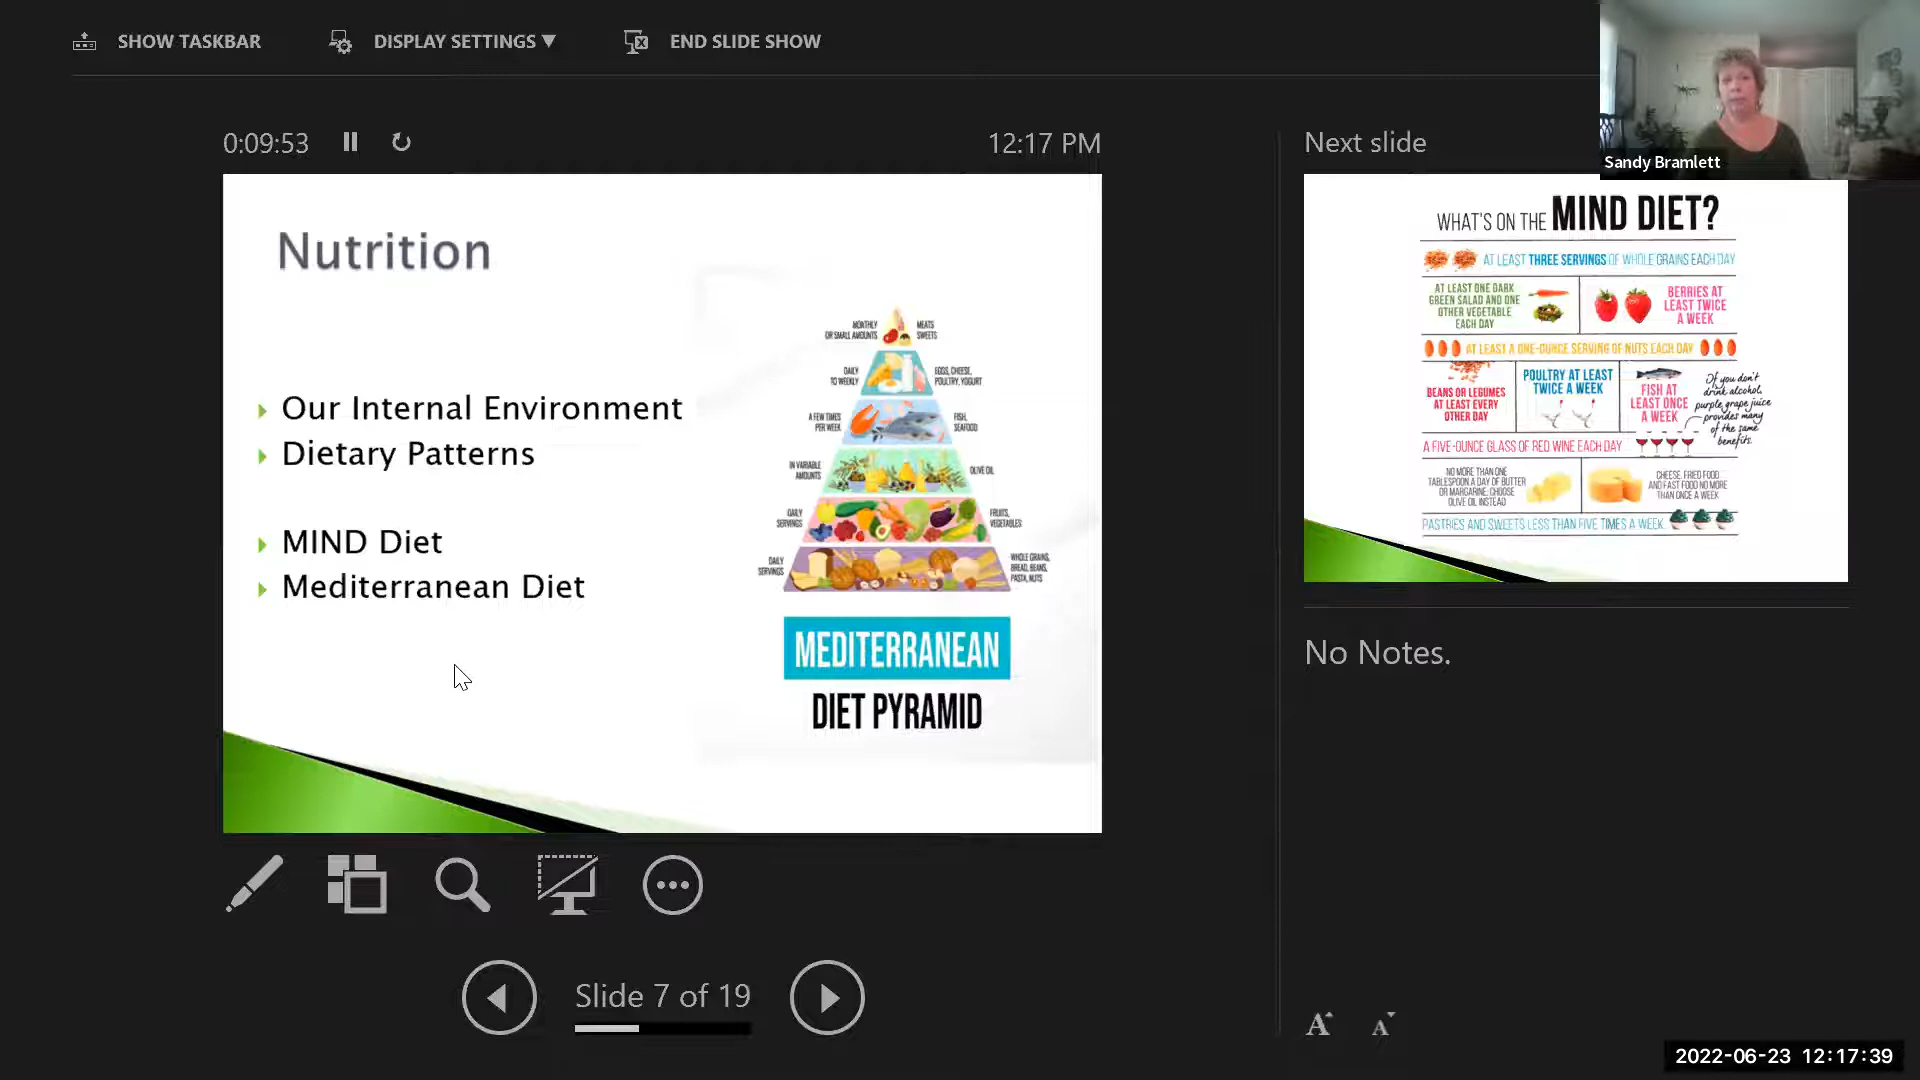 SHOW TASKBAR
DISPLAY SETTINGS ▼
END SLIDE SHOW
Sandy Bramlett
0:09:53
12:17 PM
Next slide
Nutrition
Our Internal Environment
Dietary Patterns
MIND Diet
Mediterranean Diet
MONTHLY
OR SMALL AMOUNTS
MEATS
SWEETS
DAILY
TO WEEKLY
EGGS, CHEESE,
POULTRY, YOGURT
A FEW TIMES
PER WEEK
FISH,
SEAFOOD
IN VARIABLE
AMOUNTS
OLIVE OIL
DAILY
SERVINGS
FRUITS,
VEGETABLES
DAILY
SERVINGS
WHOLE GRAINS,
BREAD, BEANS,
PASTA, NUTS
MEDITERRANEAN
DIET PYRAMID
WHAT'S ON THE MIND DIET?
AT LEAST THREE SERVINGS OF WHOLE GRAINS EACH DAY
AT LEAST ONE DARK
GREEN SALAD AND ONE
OTHER VEGETABLE
EACH DAY
BERRIES AT
LEAST TWICE
A WEEK
AT LEAST A ONE-OUNCE SERVING OF NUTS EACH DAY
BEANS OR LEGUMES
AT LEAST EVERY
OTHER DAY
POULTRY AT LEAST
TWICE A WEEK
FISH AT
LEAST ONCE
A WEEK
If you don't
drink alcohol,
purple grape juice
provides many
of the same
benefits.
A FIVE-OUNCE GLASS OF RED WINE EACH DAY
NO MORE THAN ONE
TABLESPOON A DAY OF BUTTER
OR MARGARINE; CHOOSE
OLIVE OIL INSTEAD
CHEESE, FRIED FOOD
AND FAST FOOD NO MORE
THAN ONCE A WEEK
PASTRIES AND SWEETS LESS THAN FIVE TIMES A WEEK
No Notes.
Slide 7 of 19
A A
2022-06-23 12:17:39